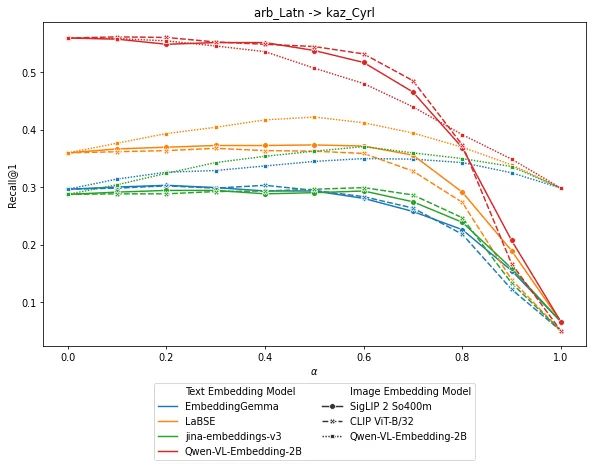 arb_Latn -> kaz_Cyrl
Recall@1
0.5
0.4
0.3
0.2
0.1
0.0 0.2 0.4 0.6 0.8 1.0
α
Text Embedding Model
EmbeddingGemma
LaBSE
jina-embeddings-v3
Qwen-VL-Embedding-2B
Image Embedding Model
SigLIP 2 So400m
CLIP ViT-B/32
Qwen-VL-Embedding-2B